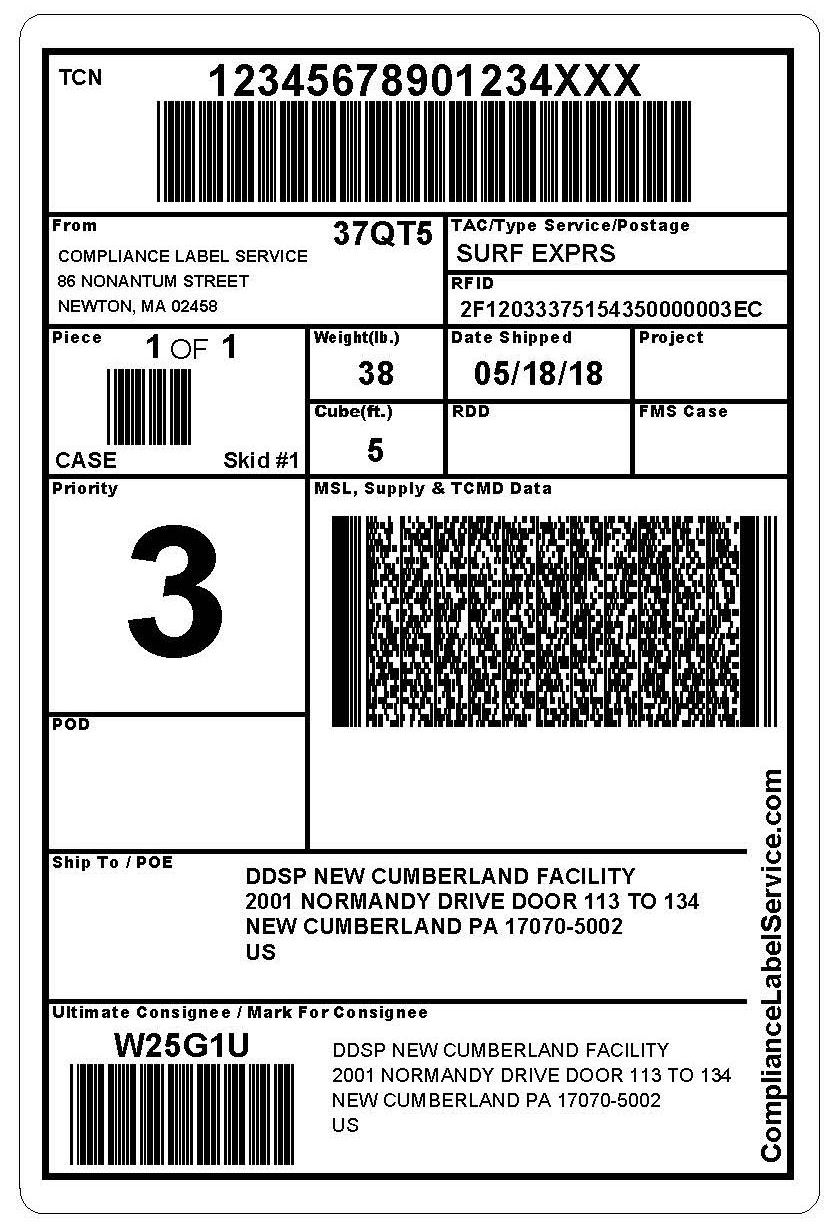 TCN
12345678901234XXX
From
37QT5
COMPLIANCE LABEL SERVICE
86 NONANTUM STREET
NEWTON, MA 02458
TAC/Type Service/Postage
SURF EXPRS
RFID
2F12033375154350000003EC
Piece
1 OF 1
CASE
Skid #1
Weight(lb.)
38
Date Shipped
05/18/18
Project
Cube(ft.)
5
RDD
FMS Case
Priority
3
MSL, Supply & TCMD Data
POD
Ship To / POE
DDSP NEW CUMBERLAND FACILITY
2001 NORMANDY DRIVE DOOR 113 TO 134
NEW CUMBERLAND PA 17070-5002
US
Ultimate Consignee / Mark For Consignee
W25G1U
DDSP NEW CUMBERLAND FACILITY
2001 NORMANDY DRIVE DOOR 113 TO 134
NEW CUMBERLAND PA 17070-5002
US
ComplianceLabelService.com